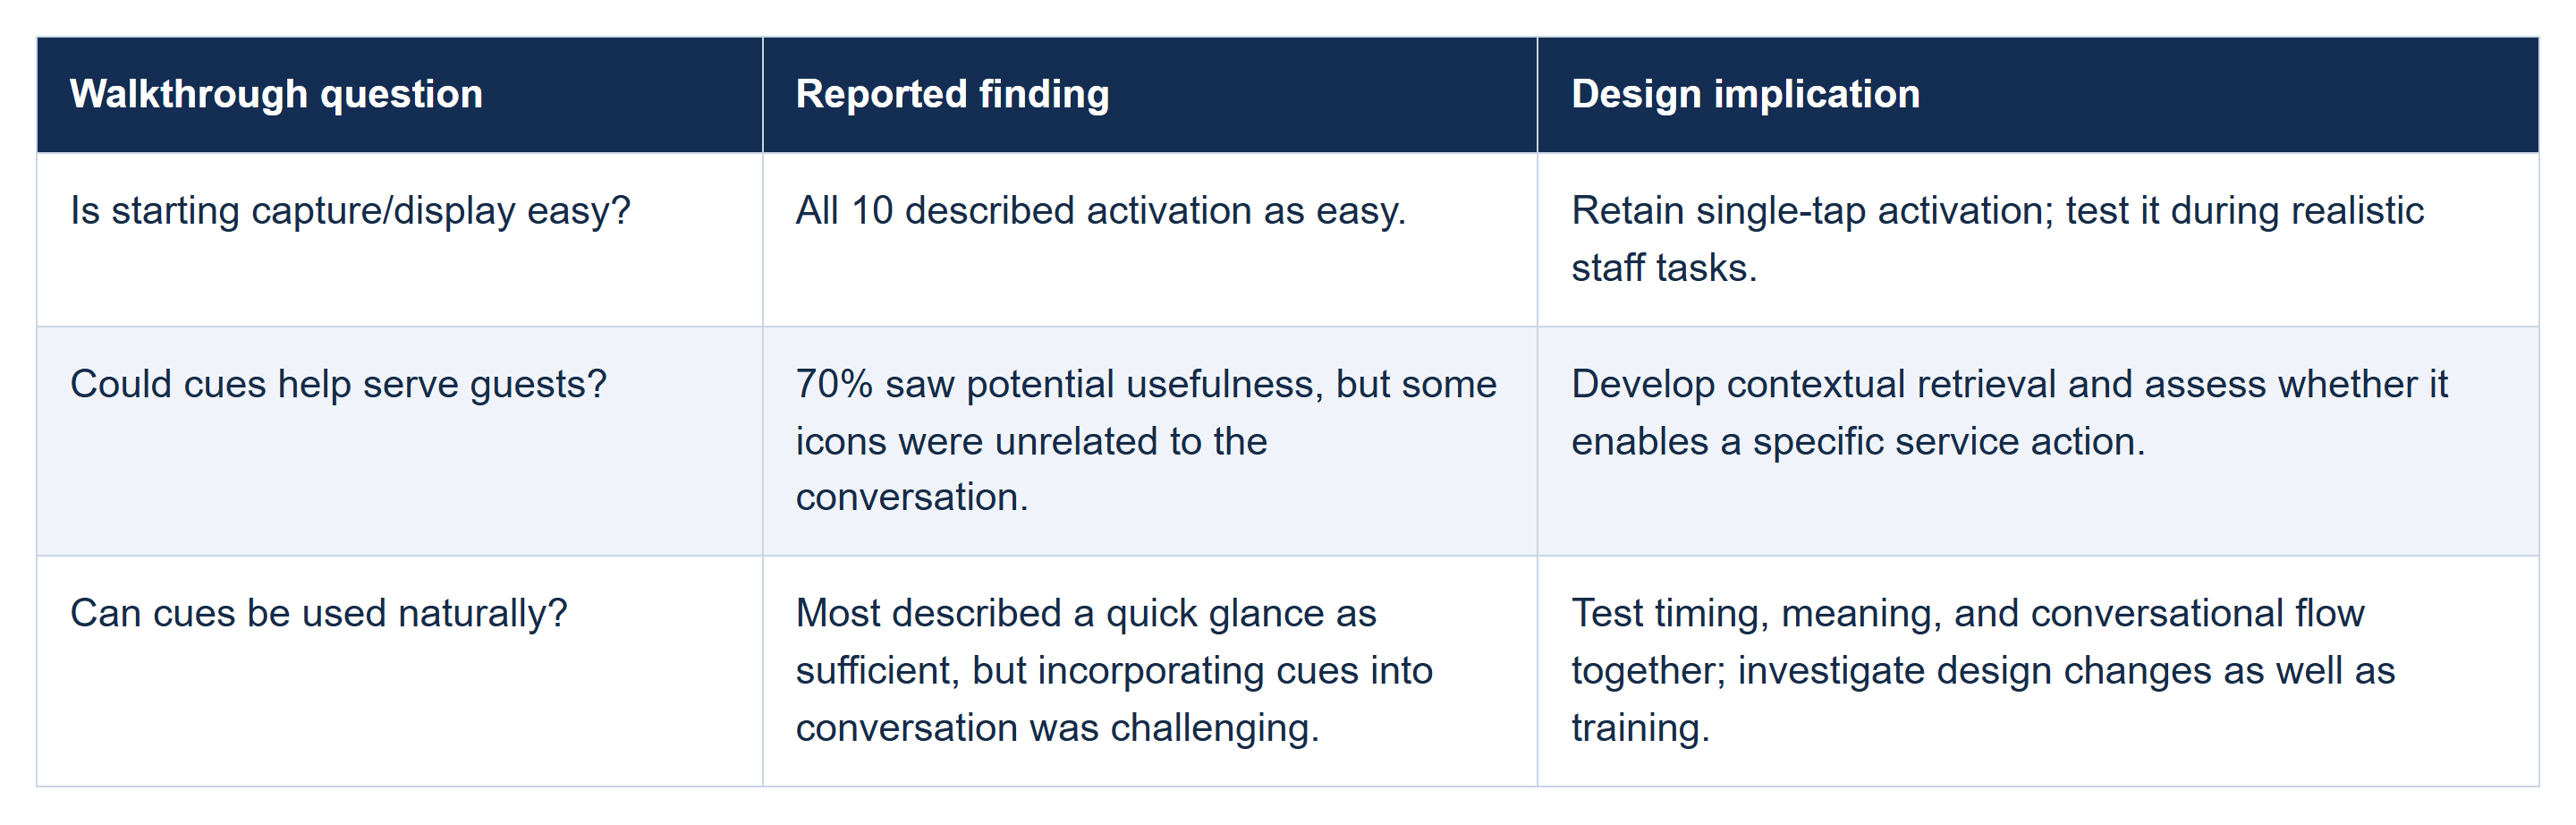 Walkthrough question
Reported finding
Design implication
Is starting capture/display easy?
All 10 described activation as easy.
Retain single-tap activation; test it during realistic
staff tasks.
Could cues help serve guests?
70% saw potential usefulness, but some
icons were unrelated to the
conversation.
Develop contextual retrieval and assess whether it
enables a specific service action.
Can cues be used naturally?
Most described a quick glance as
sufficient, but incorporating cues into
conversation was challenging.
Test timing, meaning, and conversational flow
together; investigate design changes as well as
training.